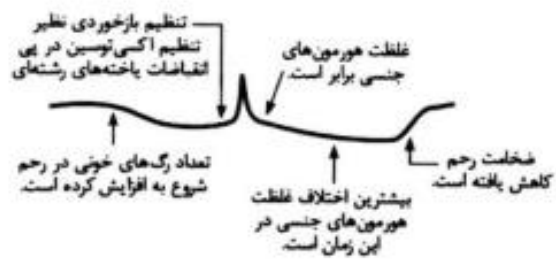 تنظیم بازخوردی نظیر
تنظیم اکسی‌توسین در پی
انقباضات یاخته‌های رشته‌ای
غلظت هورمون‌های
جنسی برابر است.
تعداد رگ‌های خونی در رحم
شروع به افزایش کرده است.
بیشترین اختلاف غلظت
هورمون‌های جنسی در
این زمان است.
ضخامت رحم
کاهش یافته است.